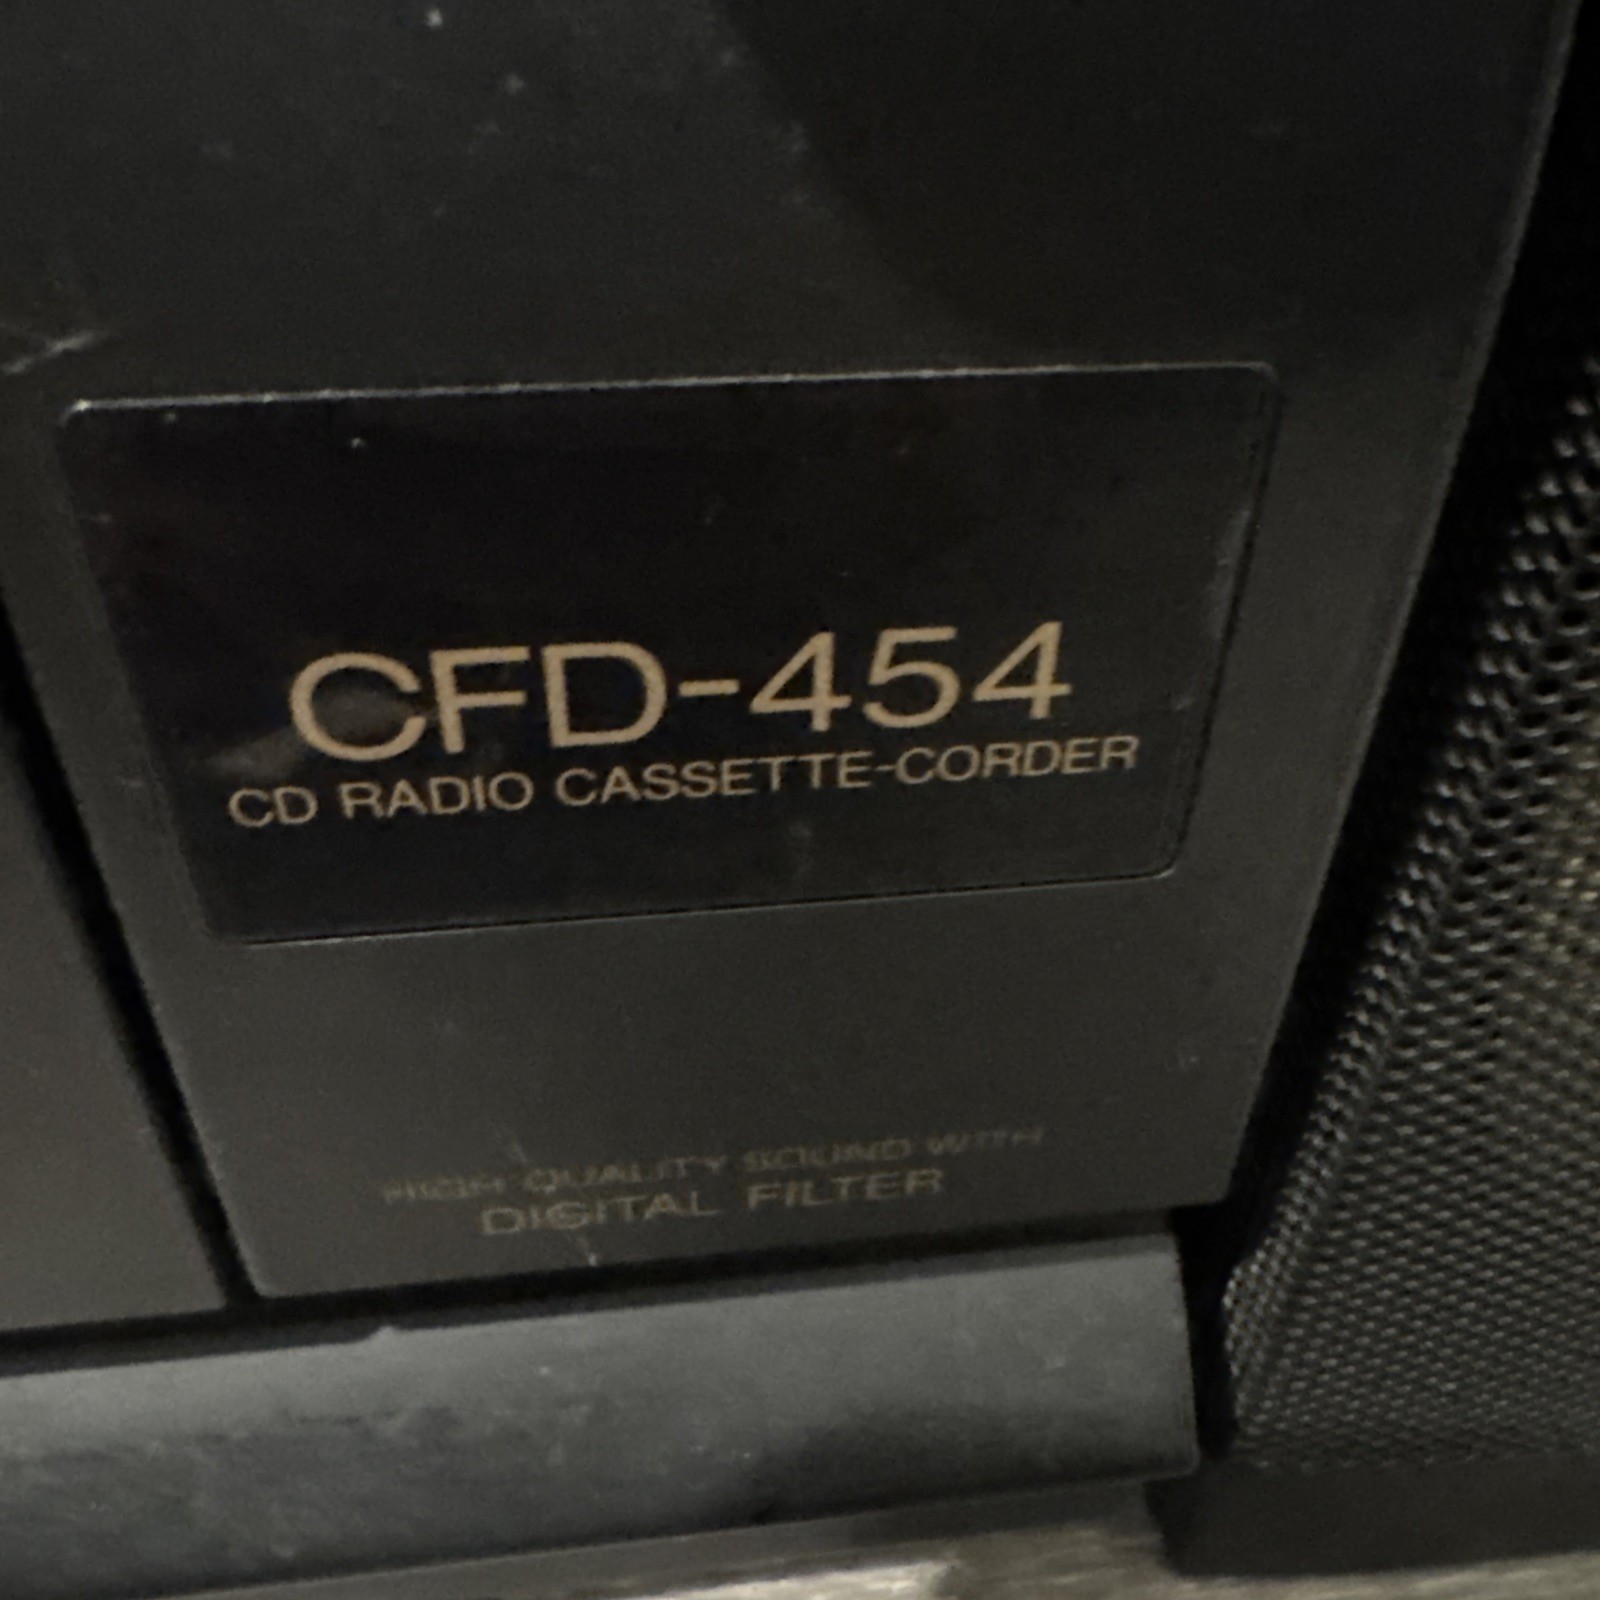 CFD-454
CD RADIO CASSETTE-CORDER
HIGH QUALITY SOUND WITH
DIGITAL FILTER